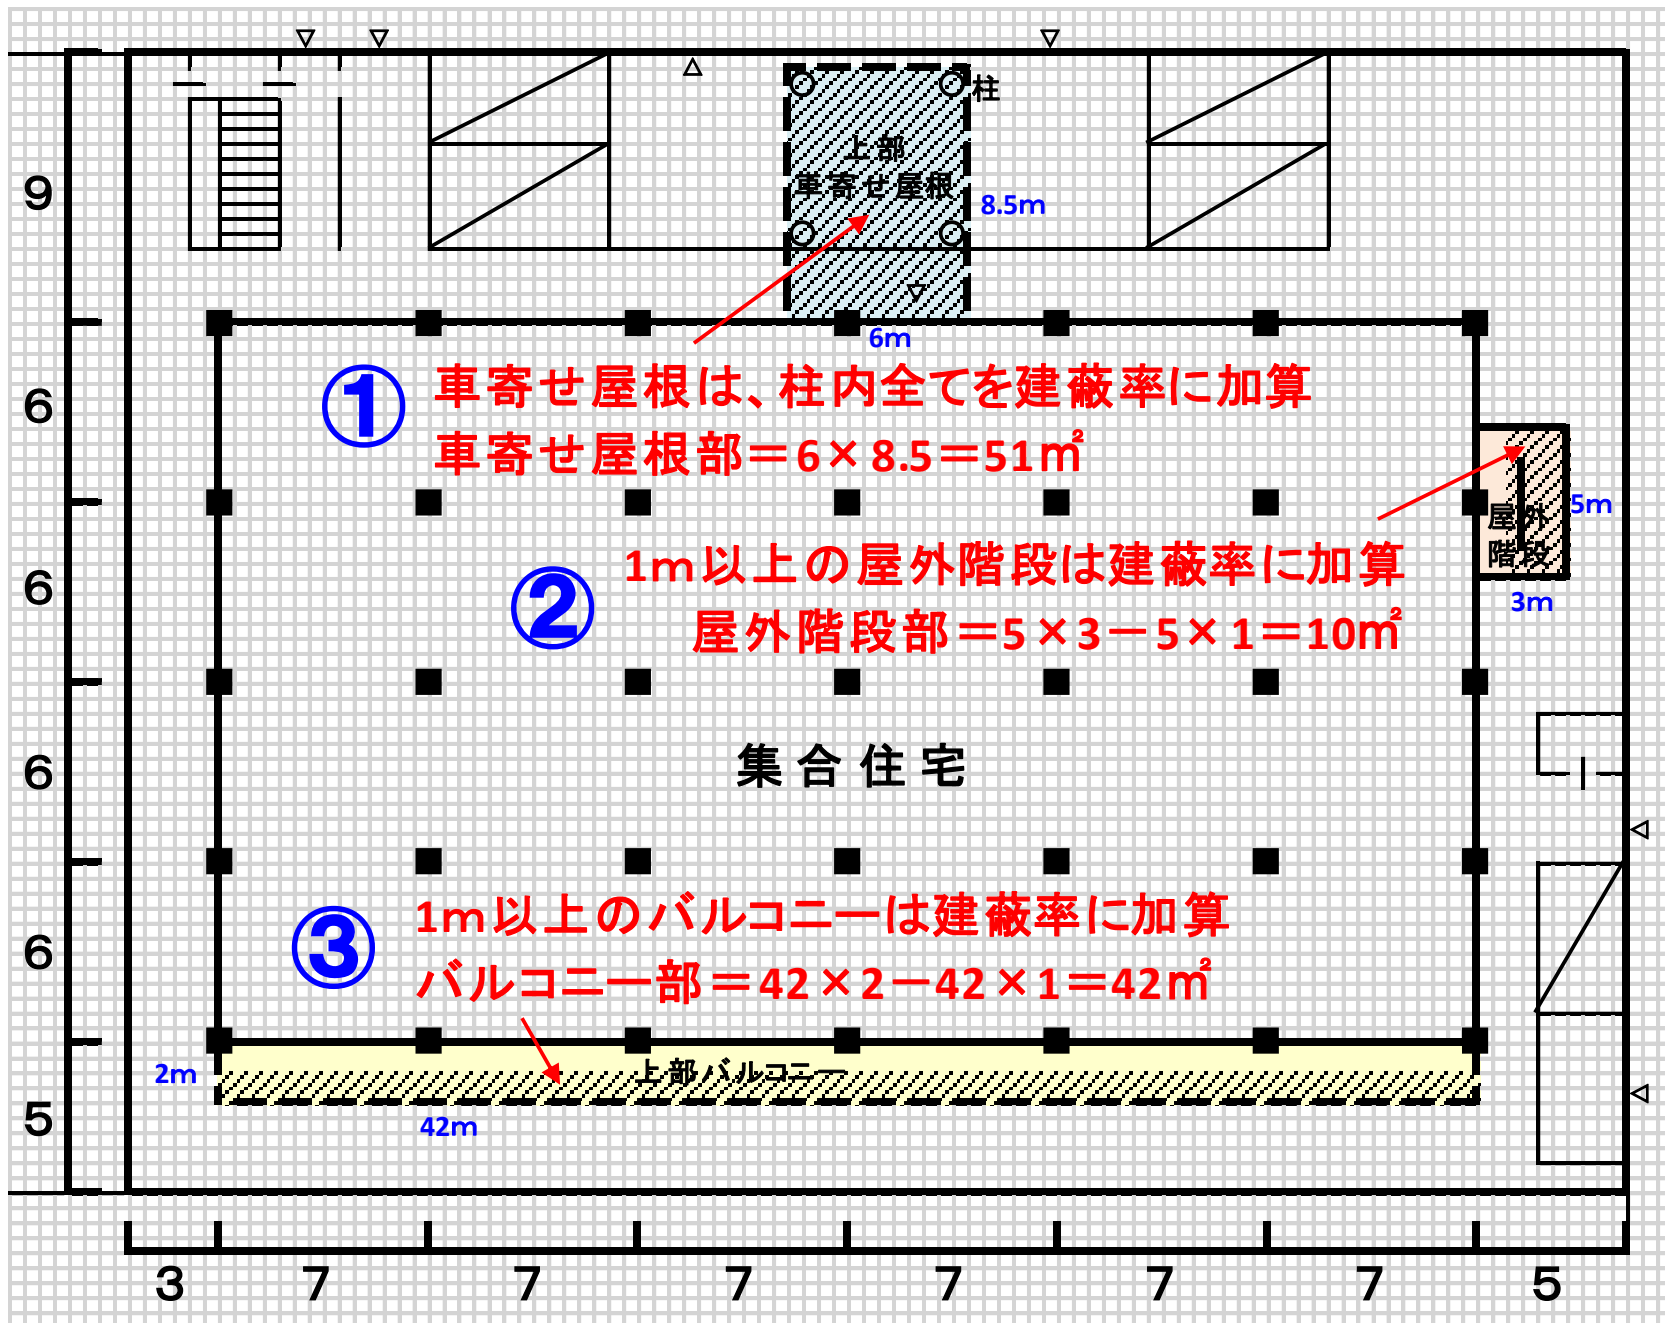 柱
上部
車寄せ屋根
8.5m
9
6m
① 車寄せ屋根は、柱内全てを建蔽率に加算
車寄せ屋根部＝6×8.5＝51㎡
6
屋外
階段
5m
3m
② 1m以上の屋外階段は建蔽率に加算
屋外階段部＝5×3－5×1＝10㎡
6
集合住宅
6
③ 1m以上のバルコニーは建蔽率に加算
バルコニー部＝42×2－42×1＝42㎡
6
上部バルコニー
2m
42m
5
3 7 7 7 7 7 7 5